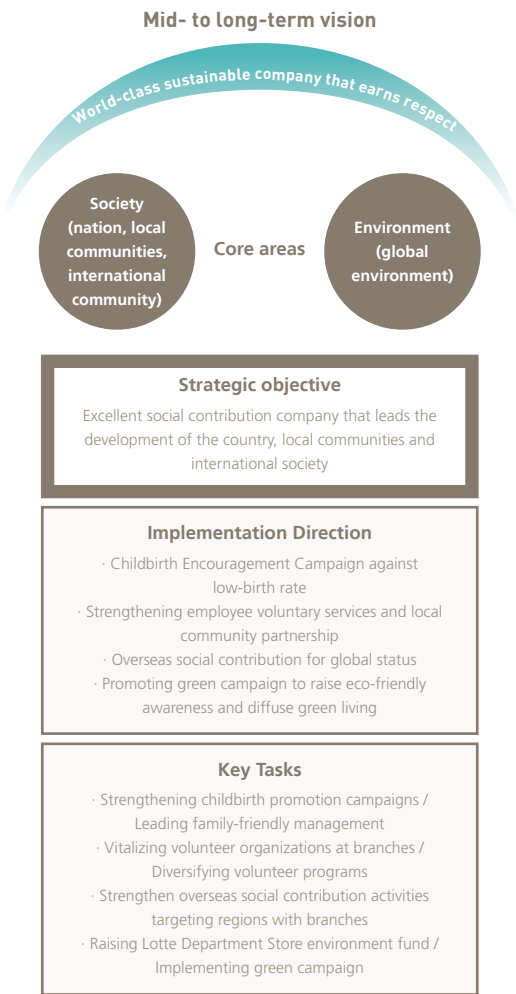 Mid- to long-term vision
World-class sustainable company that earns respect
Society
(nation, local
communities,
international
community)
Core areas
Environment
(global
environment)
Strategic objective
Excellent social contribution company that leads the
development of the country, local communities and
international society
Implementation Direction
· Childbirth Encouragement Campaign against
low-birth rate
· Strengthening employee voluntary services and local
community partnership
· Overseas social contribution for global status
· Promoting green campaign to raise eco-friendly
awareness and diffuse green living
Key Tasks
· Strengthening childbirth promotion campaigns /
Leading family-friendly management
· Vitalizing volunteer organizations at branches /
Diversifying volunteer programs
· Strengthen overseas social contribution activities
targeting regions with branches
· Raising Lotte Department Store environment fund /
Implementing green campaign